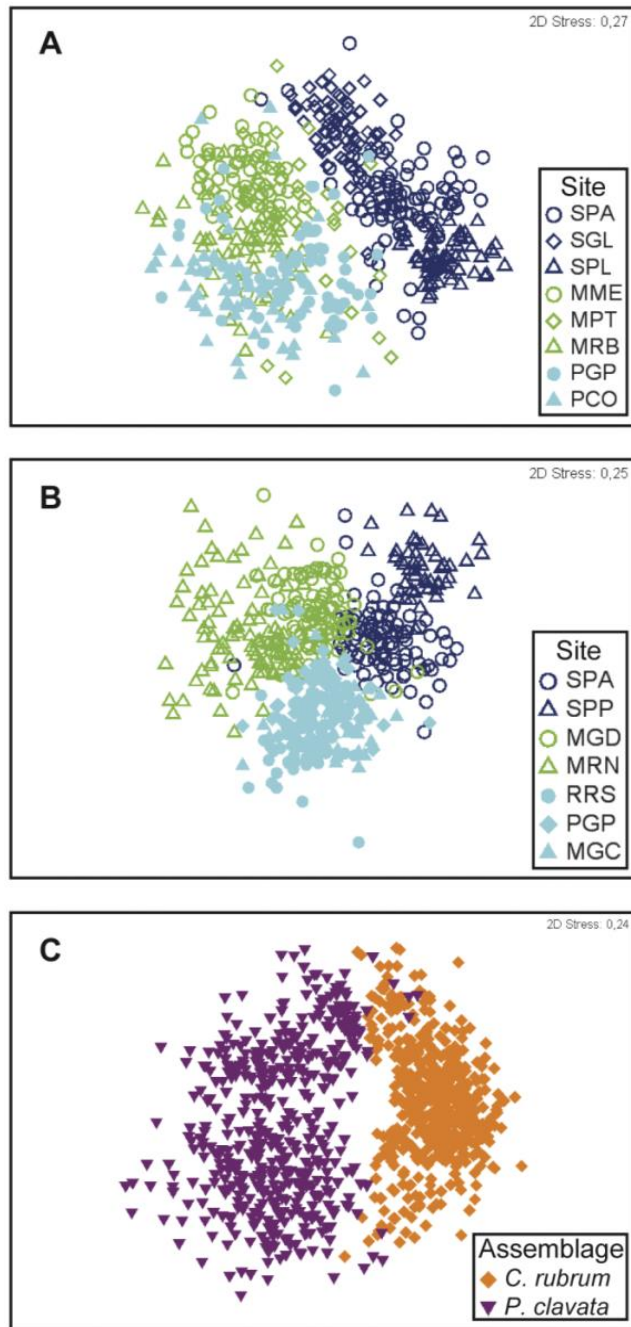 A
2D Stress: 0,27
Site
SPA
SGL
SPL
MME
MPT
MRB
PGP
PCO
B
2D Stress: 0,25
Site
SPA
SPP
MGD
MRN
RRS
PGP
MGC
C
2D Stress: 0,24
Assemblage
C. rubrum
P. clavata